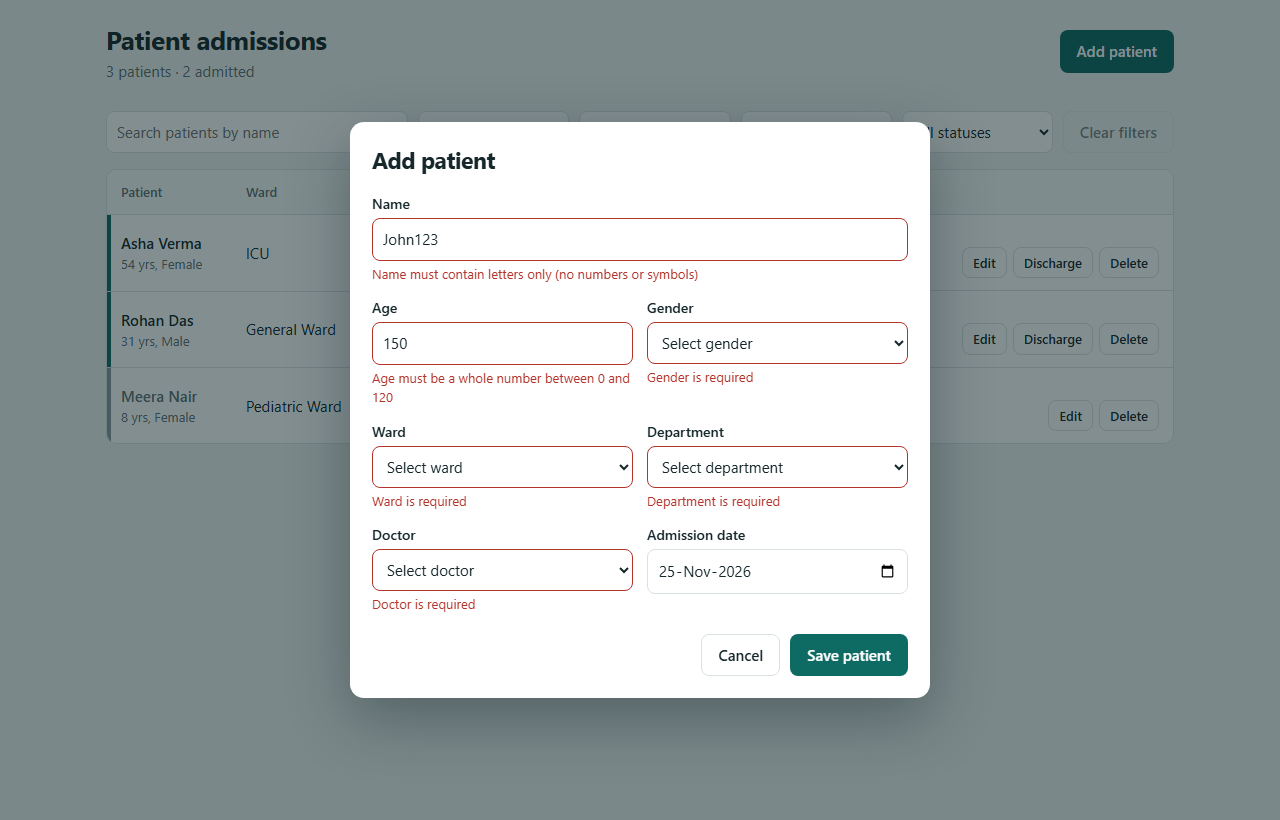 Patient admissions
3 patients · 2 admitted
Add patient
Search patients by name
statuses
Clear filters
Patient Ward
Asha Verma
54 yrs, Female
ICU
Edit Discharge Delete
Rohan Das
31 yrs, Male
General Ward
Edit Discharge Delete
Meera Nair
8 yrs, Female
Pediatric Ward
Edit Delete
Add patient
Name
John123
Name must contain letters only (no numbers or symbols)
Age Gender
150 Select gender
Age must be a whole number between 0 and
120
Gender is required
Ward Department
Select ward Select department
Ward is required Department is required
Doctor Admission date
Select doctor 25-Nov-2026
Doctor is required
Cancel Save patient